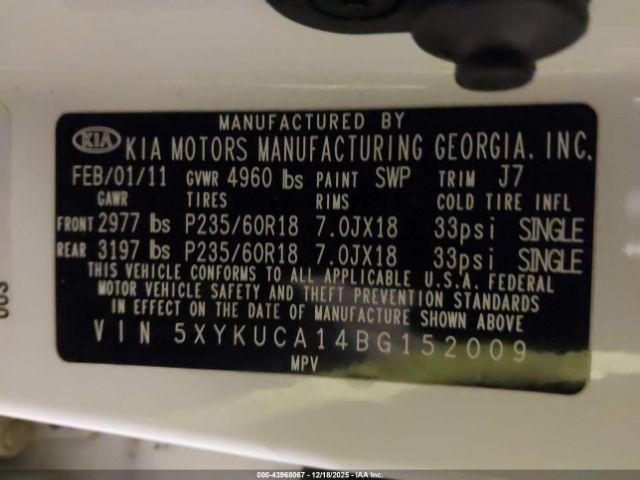 MANUFACTURED BY
KIA KIA MOTORS MANUFACTURING GEORGIA, INC.
FEB/01/11 GVWR 4960 lbs PAINT SWP TRIM J7
GAWR TIRES RIMS COLD TIRE INFL
FRONT 2977 lbs P235/60R18 7.0JX18 33psi SINGLE
REAR 3197 lbs P235/60R18 7.0JX18 33psi SINGLE
THIS VEHICLE CONFORMS TO ALL APPLICABLE U.S.A. FEDERAL
MOTOR VEHICLE SAFETY AND THEFT PREVENTION STANDARDS
IN EFFECT ON THE DATE OF MANUFACTURE SHOWN ABOVE
VIN 5XYKUCA14BG152009
MPV
000-43968067 - 12/18/2025 - IAA Inc.